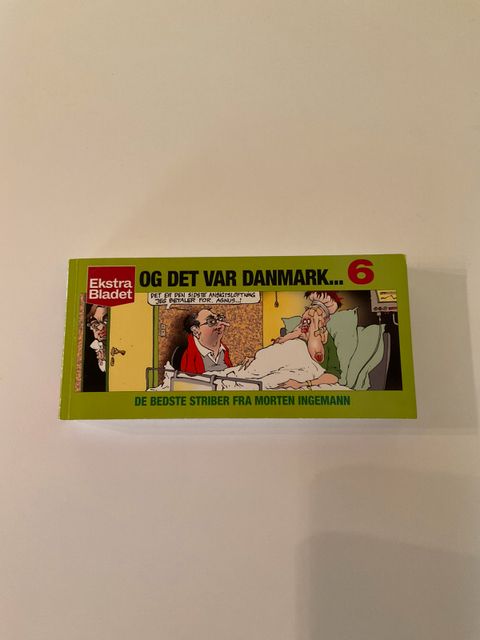 Ekstra
Bladet
OG DET VAR DANMARK... 6
DET ER DEN SIDSTE ANSIGTSLØFTNING
JEG BETALER FOR, AGNES..!
DE BEDSTE STRIBER FRA MORTEN INGEMANN